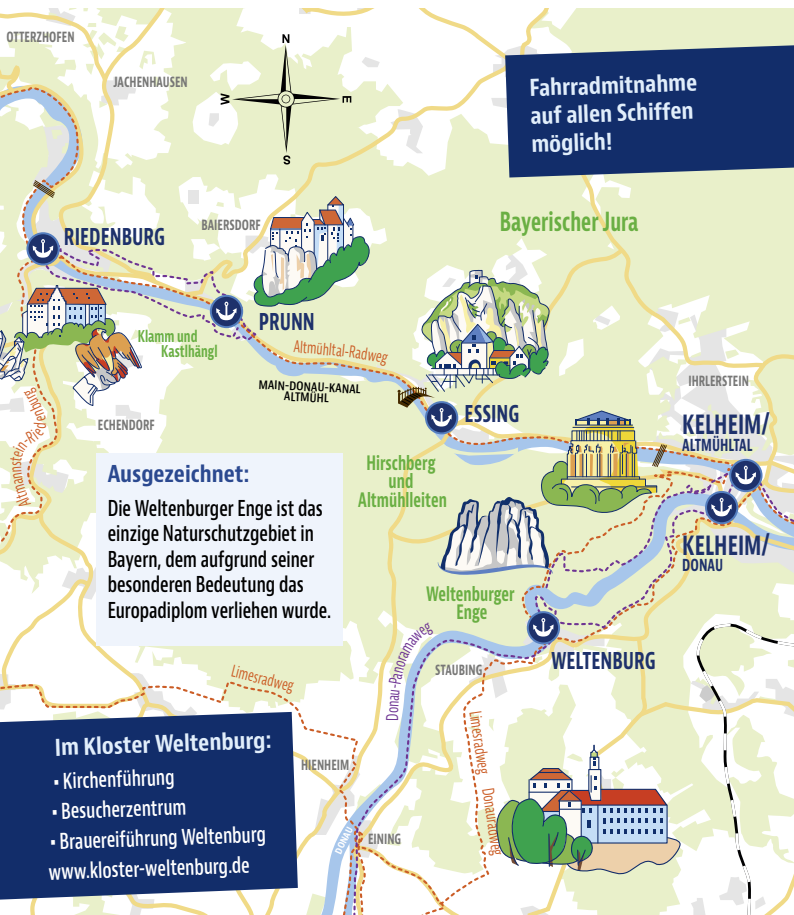 OTTERZHOFEN
JACHENHAUSEN
N
W
E
S
Fahrradmitnahme
auf allen Schiffen
möglich!
RIEDENBURG
BAIERSDORF
Bayerischer Jura
PRUNN
Klamm und
Kastlhängl
Altmühltal-Radweg
MAIN-DONAU-KANAL
ALTMÜHL
IHRLERSTEIN
Altmannstein-Riedenburg
ECHENDORF
ESSING
KELHEIM/
ALTMÜHLTAL
Hirschberg
und
Altmühlleiten
Ausgezeichnet:
Die Weltenburger Enge ist das
einzige Naturschutzgebiet in
Bayern, dem aufgrund seiner
besonderen Bedeutung das
Europadiplom verliehen wurde.
KELHEIM/
DONAU
Weltenburger
Enge
Donau-Panoramaweg
WELTENBURG
STAUBING
Limesradweg
Limesradweg Donauradweg
Im Kloster Weltenburg:
▪ Kirchenführung
▪ Besucherzentrum
▪ Brauereiführung Weltenburg
www.kloster-weltenburg.de
HIENHEIM
DONAU
EINING